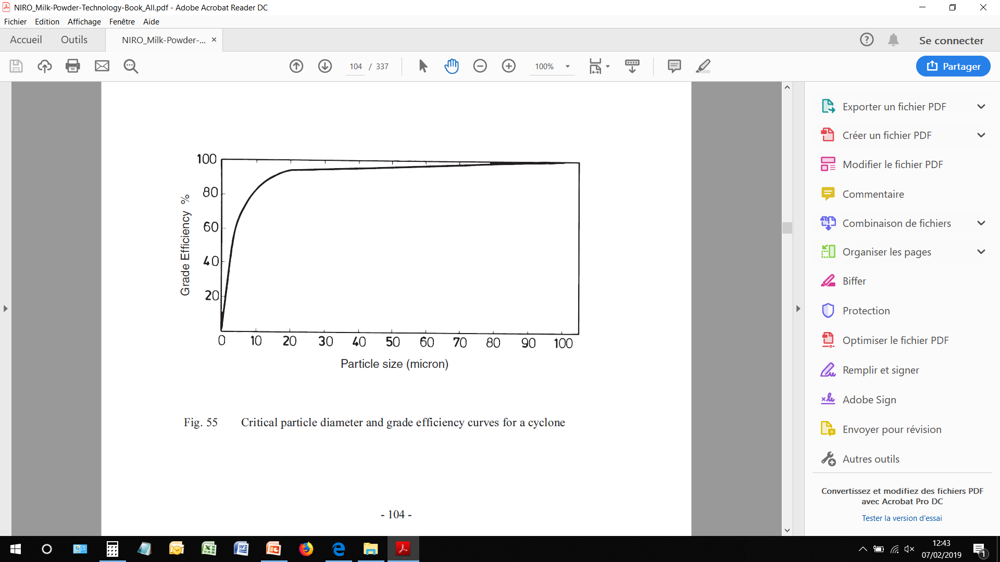 NIRO_Milk-Powder-Technology-Book_All.pdf - Adobe Acrobat Reader DC
Fichier Edition Affichage Fenêtre Aide
Accueil Outils NIRO_Milk-Powder-... × ? Se connecter
104 / 337 100% Partager
100
80
60
40
20
Grade Efficiency %
0 10 20 30 40 50 60 70 80 90 100
Particle size (micron)
Fig. 55 Critical particle diameter and grade efficiency curves for a cyclone
- 104 -
Exporter un fichier PDF
Créer un fichier PDF
Modifier le fichier PDF
Commentaire
Combinaison de fichiers
Organiser les pages
Biffer
Protection
Optimiser le fichier PDF
Remplir et signer
Adobe Sign
Envoyer pour révision
Autres outils
Convertissez et modifiez des fichiers PDF
avec Acrobat Pro DC
Tester la version d'essai
12:43
07/02/2019
1